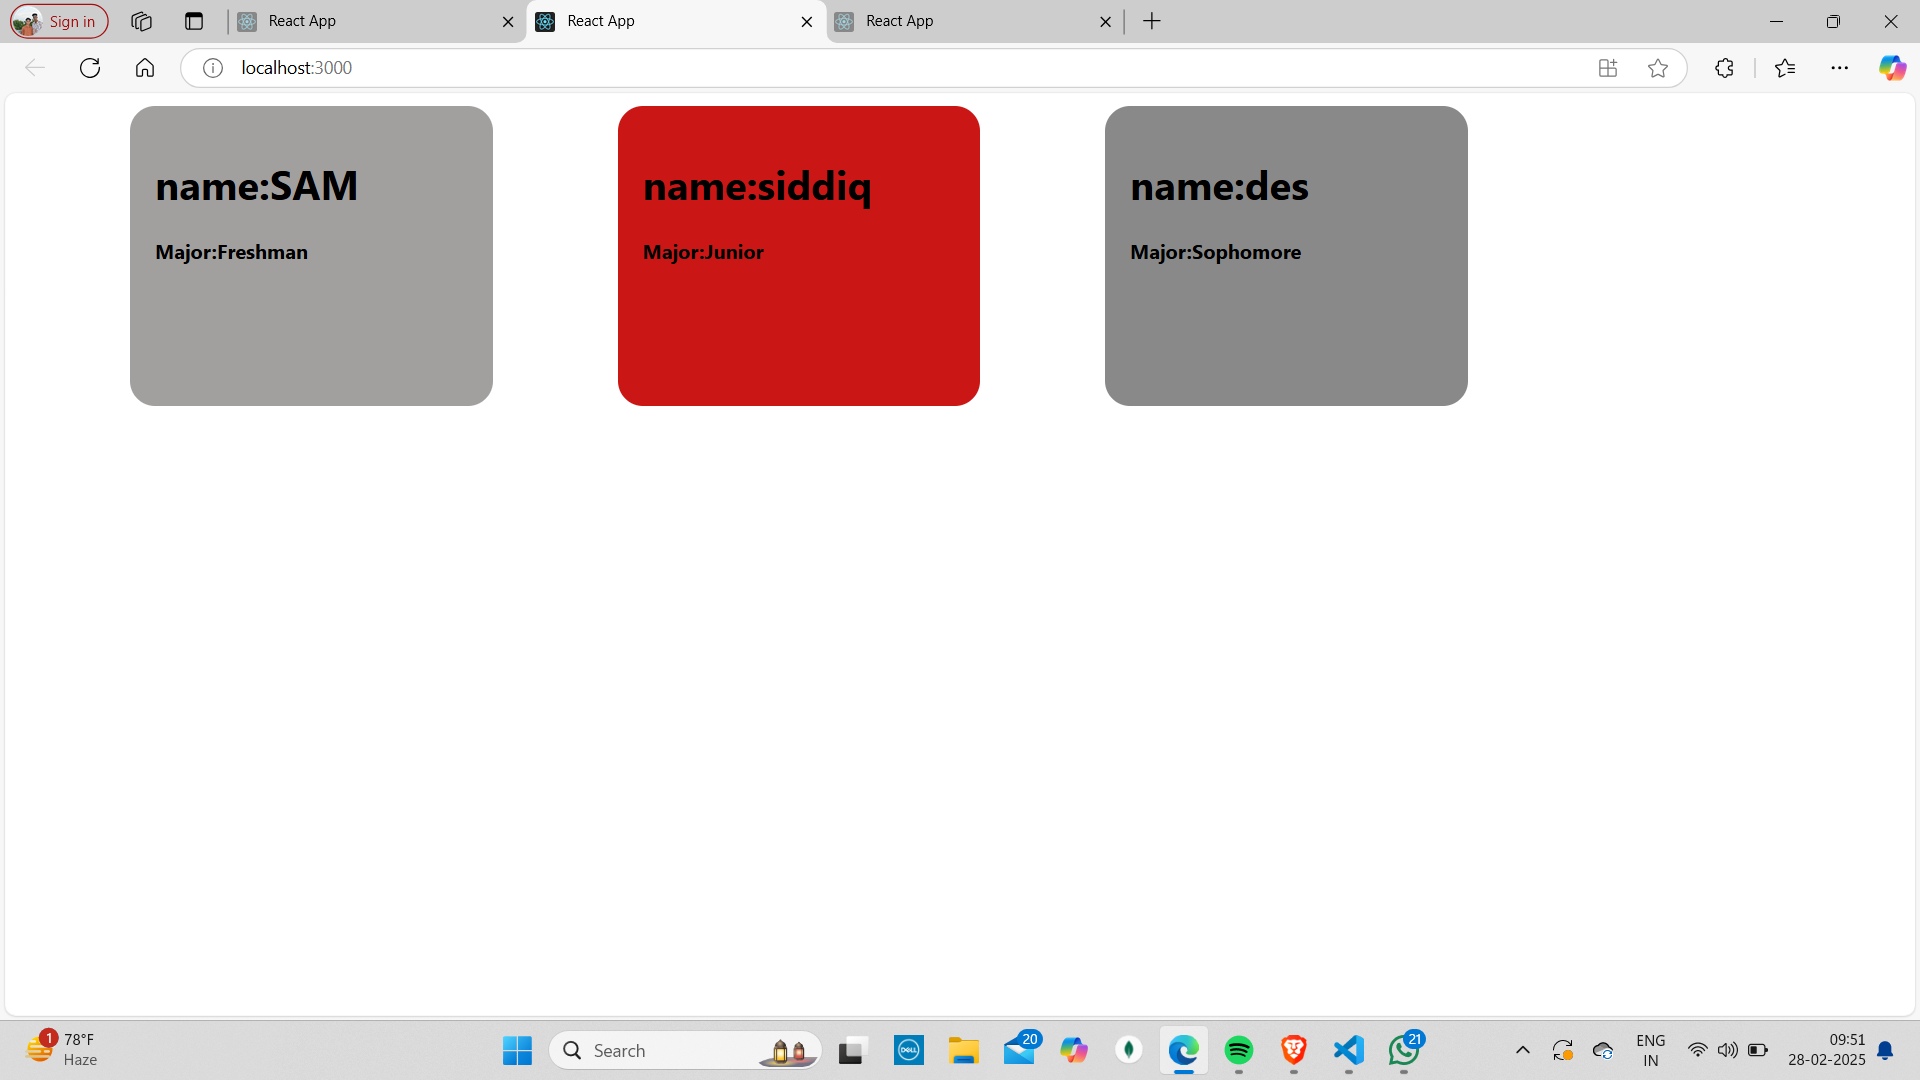 Sign in
React App
React App
React App
localhost:3000
name:SAM
Major:Freshman
name:siddiq
Major:Junior
name:des
Major:Sophomore
1
78°F
Haze
Search
DELL
20
21
ENG
IN
09:51
28-02-2025